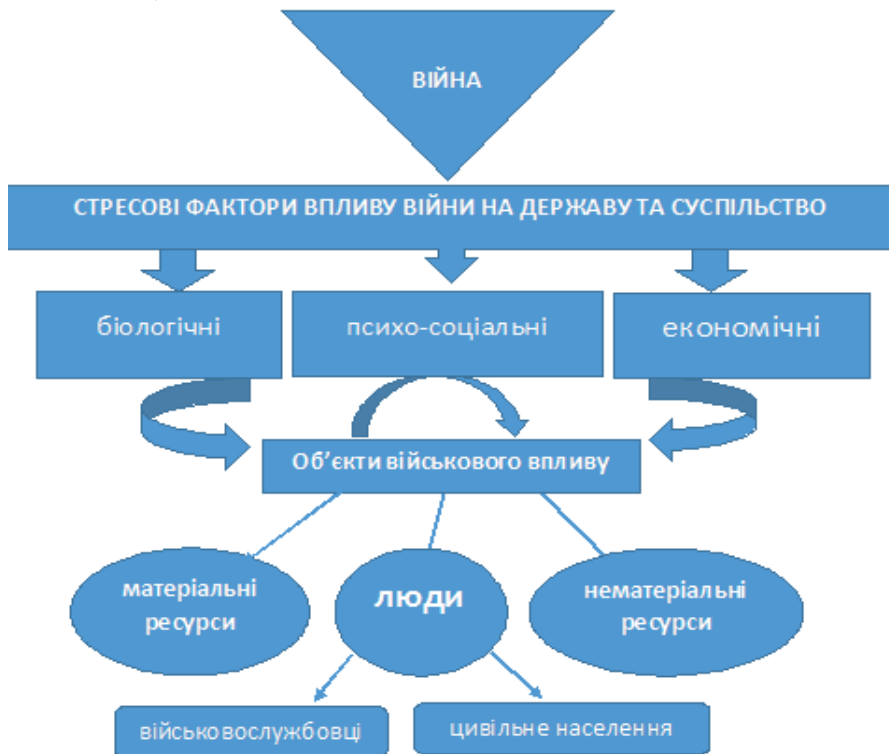 ВІЙНА
СТРЕСОВІ ФАКТОРИ ВПЛИВУ ВІЙНИ НА ДЕРЖАВУ ТА СУСПІЛЬСТВО
біологічні
психо-соціальні
економічні
Об’єкти військового впливу
матеріальні
ресурси
люди
нематеріальні
ресурси
військовослужбовці
цивільне населення